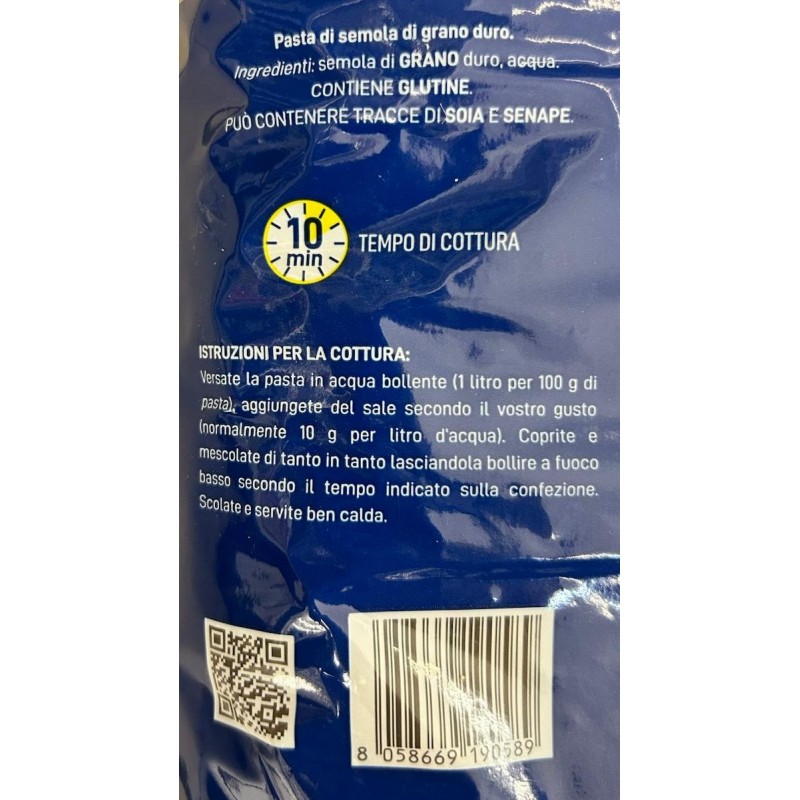 Pasta di semola di grano duro.
Ingredienti: semola di GRANO duro, acqua.
CONTIENE GLUTINE.
PUÒ CONTENERE TRACCE DI SOIA E SENAPE.
10
min
TEMPO DI COTTURA
ISTRUZIONI PER LA COTTURA:
Versate la pasta in acqua bollente (1 litro per 100 g di
pasta), aggiungete del sale secondo il vostro gusto
(normalmente 10 g per litro d'acqua). Coprite e
mescolate di tanto in tanto lasciandola bollire a fuoco
basso secondo il tempo indicato sulla confezione.
Scolate e servite ben calda.
8 058669 190589